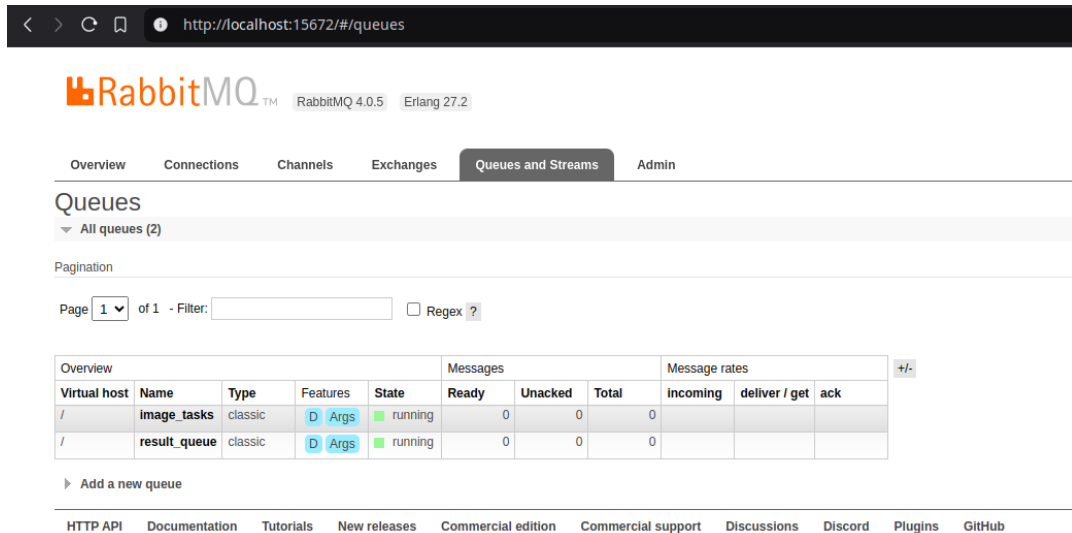 http://localhost:15672/#/queues
RabbitMQ TM RabbitMQ 4.0.5 Erlang 27.2
Overview Connections Channels Exchanges Queues and Streams Admin
Queues
All queues (2)
Pagination
Page 1 of 1 - Filter: Regex ?
Overview Messages Message rates +/-
Virtual host Name Type Features State Ready Unacked Total incoming deliver / get ack
/ image_tasks classic D Args running 0 0 0
/ result_queue classic D Args running 0 0 0
Add a new queue
HTTP API Documentation Tutorials New releases Commercial edition Commercial support Discussions Discord Plugins GitHub